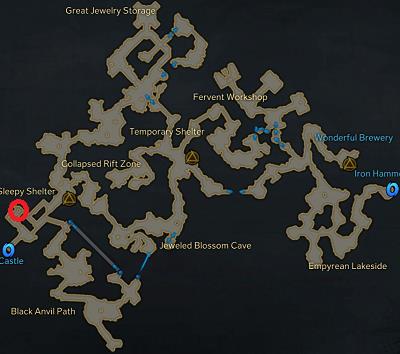 Great Jewelry Storage
Fervent Workshop
Temporary Shelter
Wonderful Brewery
Collapsed Rift Zone
Iron Hamme
Sleepy Shelter
Jeweled Blossom Cave
Castle
Empyrean Lakeside
Black Anvil Path